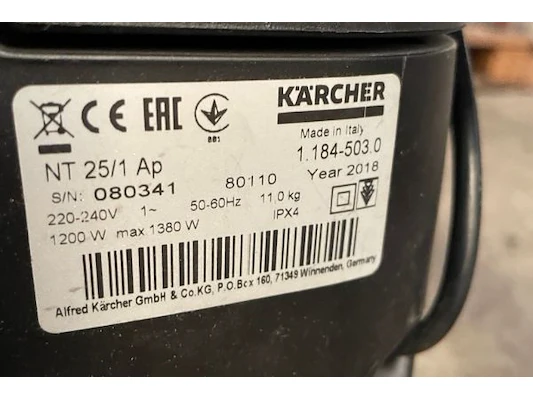 CE EAC
001
KÄRCHER
Made in Italy
NT 25/1 Ap
1.184-503.0
S/N: 080341 80110 Year 2018
220-240V 1~ 50-60Hz 11,0 kg
1200 W max 1380 W IPX4
Alfred Kärcher GmbH & Co.KG, P.O.Box 160, 71349 Winnenden, Germany